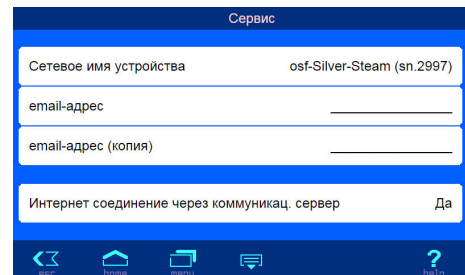 Сервис
Сетевое имя устройства osf-Silver-Steam (sn.2997)
email-адрес
email-адрес (копия)
Интернет соединение через коммуникац. сервер Да
esc home menu ? help